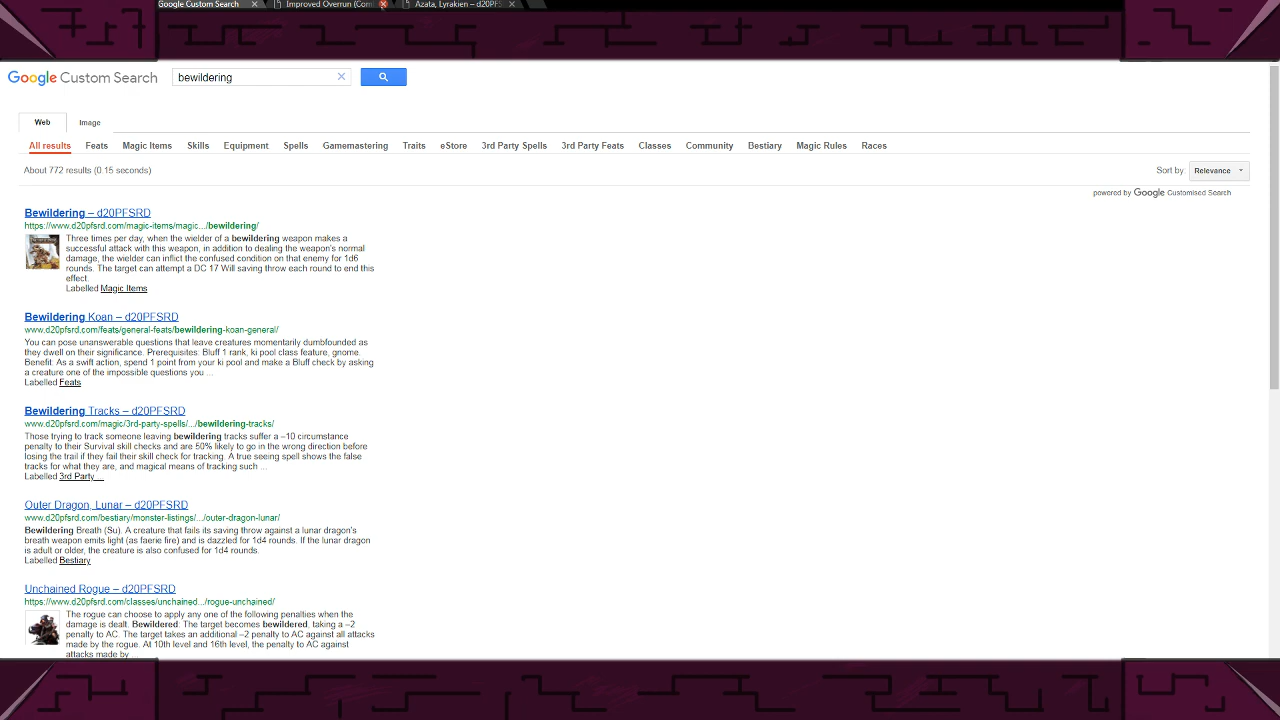 Google Custom Search
Improved Overrun (Com
Azata, Lyrakien – d20PFS
Google Custom Search
bewildering
Web
Image
All results
Feats
Magic Items
Skills
Equipment
Spells
Gamemastering
Traits
eStore
3rd Party Spells
3rd Party Feats
Classes
Community
Bestiary
Magic Rules
Races
About 772 results (0.15 seconds)
Sort by:
Relevance
powered by Google Customised Search
Bewildering – d20PFSRD
https://www.d20pfsrd.com/magic-items/magic.../bewildering/
Three times per day, when the wielder of a bewildering weapon makes a
successful attack with this weapon, in addition to dealing the weapon's normal
damage, the wielder can inflict the confused condition on that enemy for 1d6
rounds. The target can attempt a DC 17 Will saving throw each round to end this
effect.
Labelled Magic Items
Bewildering Koan – d20PFSRD
www.d20pfsrd.com/feats/general-feats/bewildering-koan-general/
You can pose unanswerable questions that leave creatures momentarily dumbfounded as
they dwell on their significance. Prerequisites: Bluff 1 rank, ki pool class feature, gnome.
Benefit: As a swift action, spend 1 point from your ki pool and make a Bluff check by asking
a creature one of the impossible questions you ...
Labelled Feats
Bewildering Tracks – d20PFSRD
www.d20pfsrd.com/magic/3rd-party-spells/.../bewildering-tracks/
Those trying to track someone leaving bewildering tracks suffer a –10 circumstance
penalty to their Survival skill checks and are 50% likely to go in the wrong direction before
losing the trail if they fail their skill check for tracking. A true seeing spell shows the false
tracks for what they are, and magical means of tracking such ...
Labelled 3rd Party ...
Outer Dragon, Lunar – d20PFSRD
www.d20pfsrd.com/bestiary/monster-listings/.../outer-dragon-lunar/
Bewildering Breath (Su). A creature that fails its saving throw against a lunar dragon's
breath weapon emits light (as faerie fire) and is dazzled for 1d4 rounds. If the lunar dragon
is adult or older, the creature is also confused for 1d4 rounds.
Labelled Bestiary
Unchained Rogue – d20PFSRD
https://www.d20pfsrd.com/classes/unchained.../rogue-unchained/
The rogue can choose to apply any one of the following penalties when the
damage is dealt. Bewildered: The target becomes bewildered, taking a –2
penalty to AC. The target takes an additional –2 penalty to AC against all attacks
made by the rogue. At 10th level and 16th level, the penalty to AC against
attacks made by ...